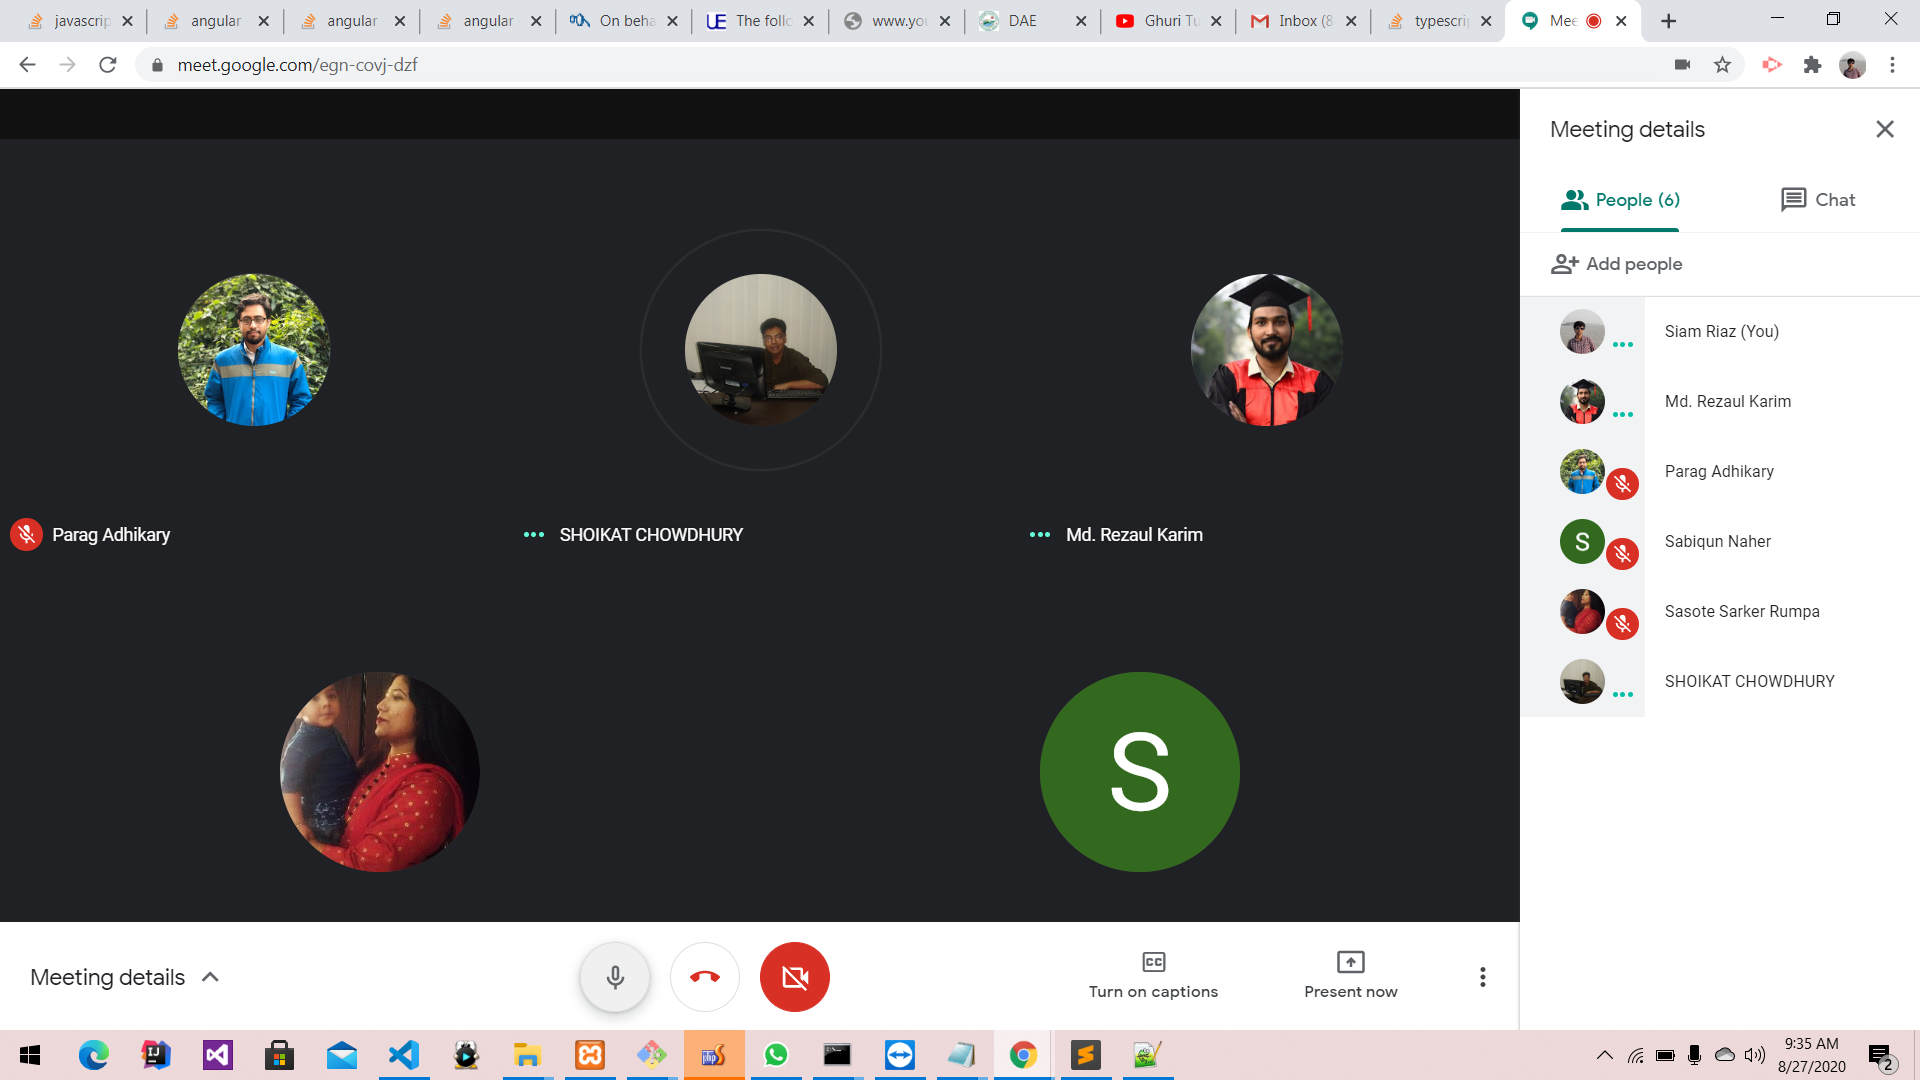 javascrip
angular
angular
angular
On beha
The follo
www.you
DAE
Ghuri Tu
Inbox (8
typescrip
Mee
meet.google.com/egn-covj-dzf
Meeting details
People (6)
Chat
Add people
Siam Riaz (You)
Md. Rezaul Karim
Parag Adhikary
S
Sabiqun Naher
Sasote Sarker Rumpa
SHOIKAT CHOWDHURY
Parag Adhikary
SHOIKAT CHOWDHURY
Md. Rezaul Karim
S
Meeting details
CC
Turn on captions
Present now
9:35 AM
8/27/2020
2